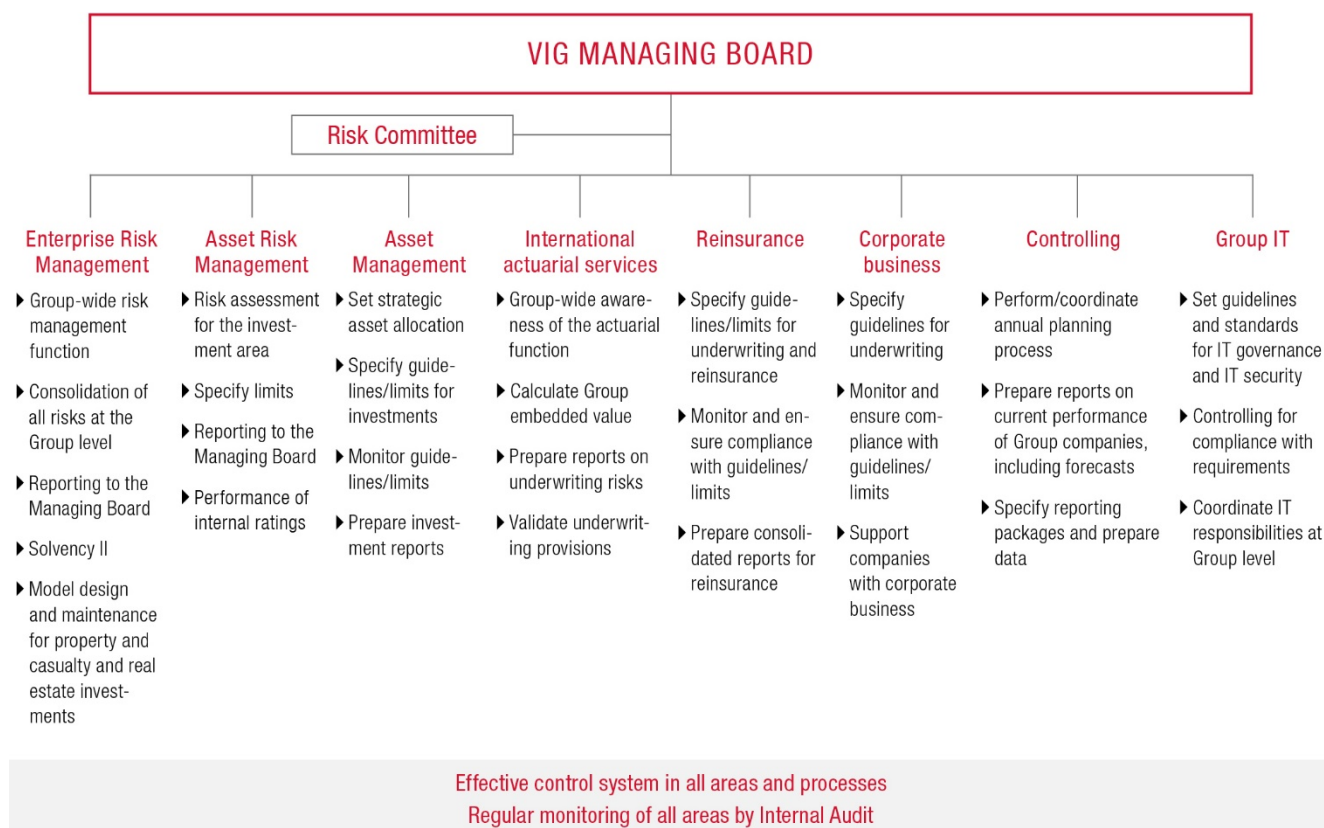 VIG MANAGING BOARD
Risk Committee
Enterprise Risk
Management
▶ Group-wide risk
management
function
▶ Consolidation of
all risks at the
Group level
▶ Reporting to the
Managing Board
▶ Solvency II
▶ Model design
and maintenance
for property and
casualty and real
estate invest-
ments
Asset Risk
Management
▶ Risk assessment
for the invest-
ment area
▶ Specify limits
▶ Reporting to the
Managing Board
▶ Performance of
internal ratings
Asset
Management
▶ Set strategic
asset allocation
▶ Specify guide-
lines/limits for
investments
▶ Monitor guide-
lines/limits
▶ Prepare invest-
ment reports
International
actuarial services
▶ Group-wide aware-
ness of the actuarial
function
▶ Calculate Group
embedded value
▶ Prepare reports on
underwriting risks
▶ Validate underwrit-
ing provisions
Reinsurance
▶ Specify guide-
lines/limits for
underwriting and
reinsurance
▶ Monitor and en-
sure compliance
with guidelines/
limits
▶ Prepare consoli-
dated reports for
reinsurance
Corporate
business
▶ Specify
guidelines for
underwriting
▶ Monitor and
ensure com-
pliance with
guidelines/
limits
▶ Support
companies
with corporate
business
Controlling
▶ Perform/coordinate
annual planning
process
▶ Prepare reports on
current performance
of Group companies,
including forecasts
▶ Specify reporting
packages and prepare
data
Group IT
▶ Set guidelines
and standards
for IT governance
and IT security
▶ Controlling for
compliance with
requirements
▶ Coordinate IT
responsibilities at
Group level
Effective control system in all areas and processes
Regular monitoring of all areas by Internal Audit